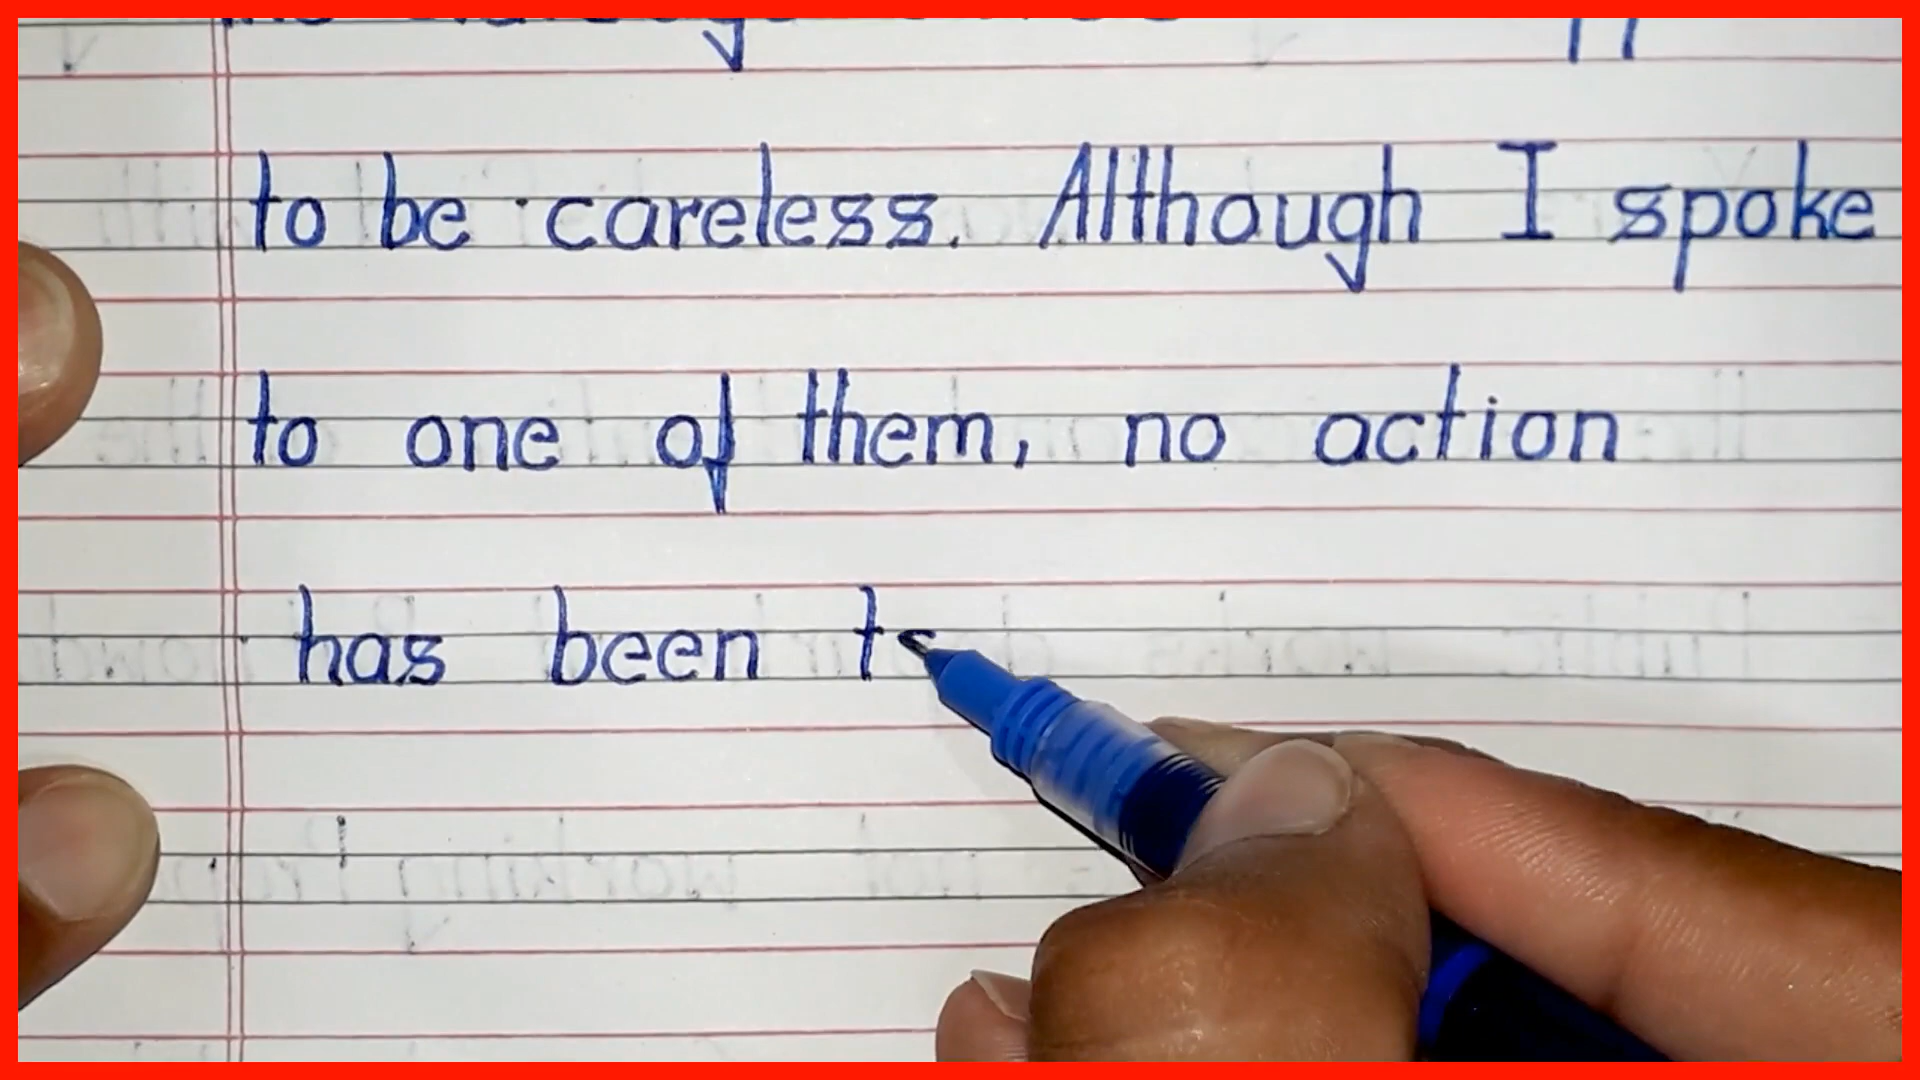 to be careless. Although I spoke
to one of them, no action
has been